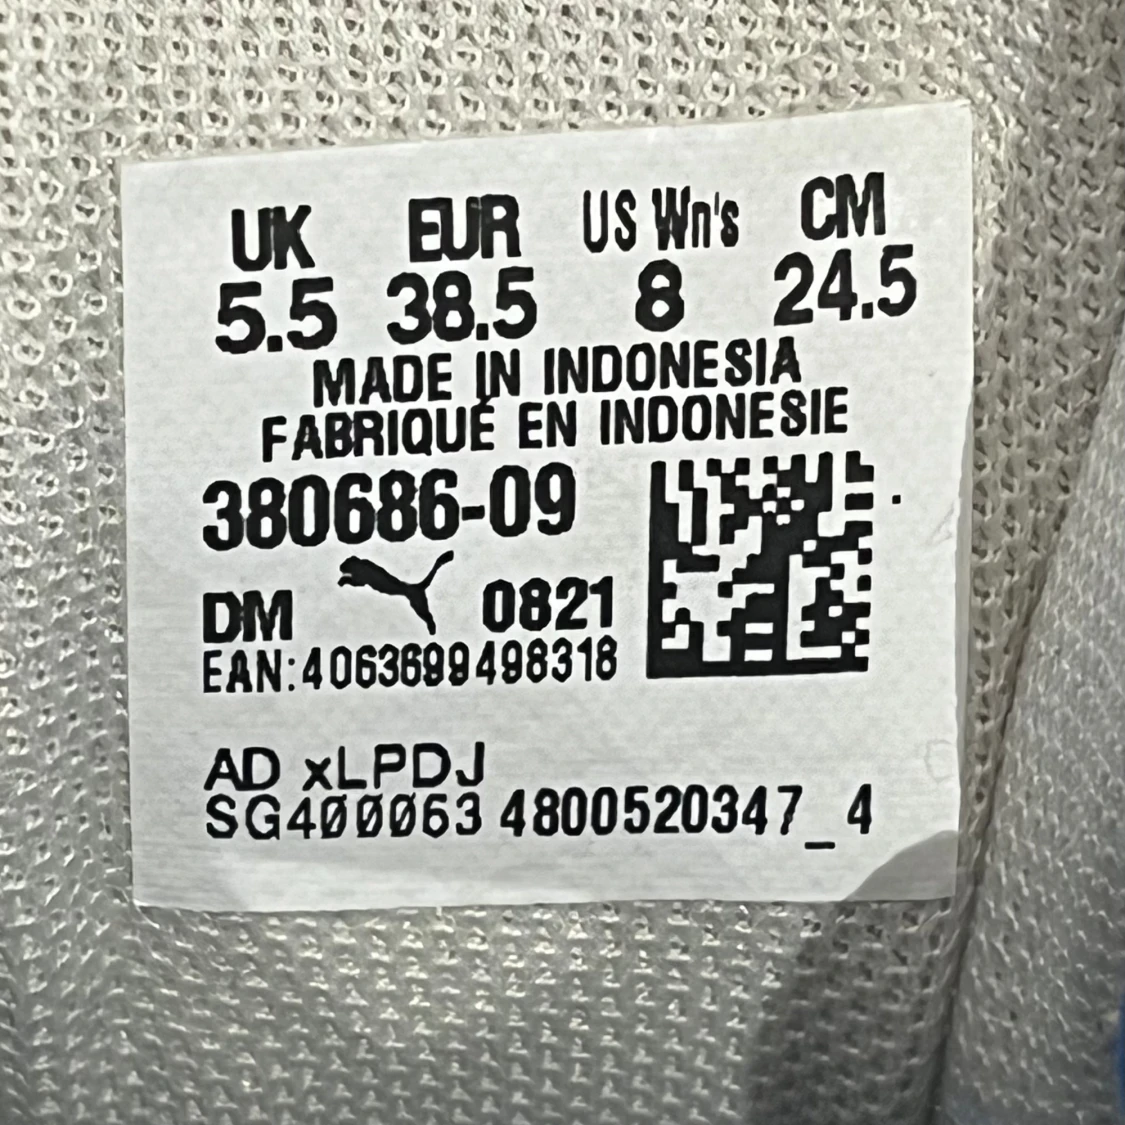 UK EUR US Wn's CM
5.5 38.5 8 24.5
MADE IN INDONESIA
FABRIQUÉ EN INDONESIE
380686-09
DM 0821
EAN:4063699498318
AD xLPDJ
SG400063 4800520347_4